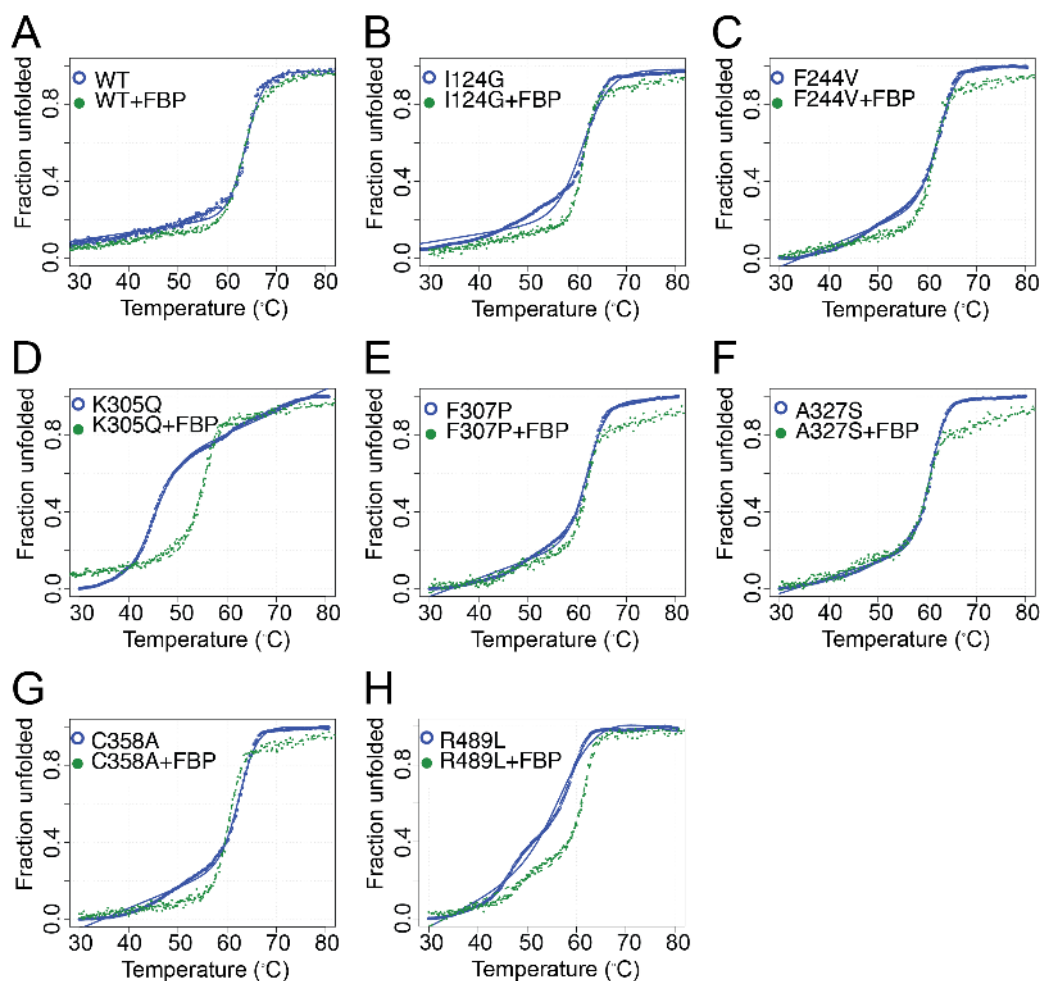 A
B
C
WT
WT+FBP
I124G
I124G+FBP
F244V
F244V+FBP
Fraction unfolded
0.0 0.4 0.8
Fraction unfolded
0.0 0.4 0.8
Fraction unfolded
0.0 0.4 0.8
30 40 50 60 70 80
30 40 50 60 70 80
30 40 50 60 70 80
Temperature (°C)
Temperature (°C)
Temperature (°C)
D
E
F
K305Q
K305Q+FBP
F307P
F307P+FBP
A327S
A327S+FBP
Fraction unfolded
0.0 0.4 0.8
Fraction unfolded
0.0 0.4 0.8
Fraction unfolded
0.0 0.4 0.8
30 40 50 60 70 80
30 40 50 60 70 80
30 40 50 60 70 80
Temperature (°C)
Temperature (°C)
Temperature (°C)
G
H
C358A
C358A+FBP
R489L
R489L+FBP
Fraction unfolded
0.0 0.4 0.8
Fraction unfolded
0.0 0.4 0.8
30 40 50 60 70 80
30 40 50 60 70 80
Temperature (°C)
Temperature (°C)